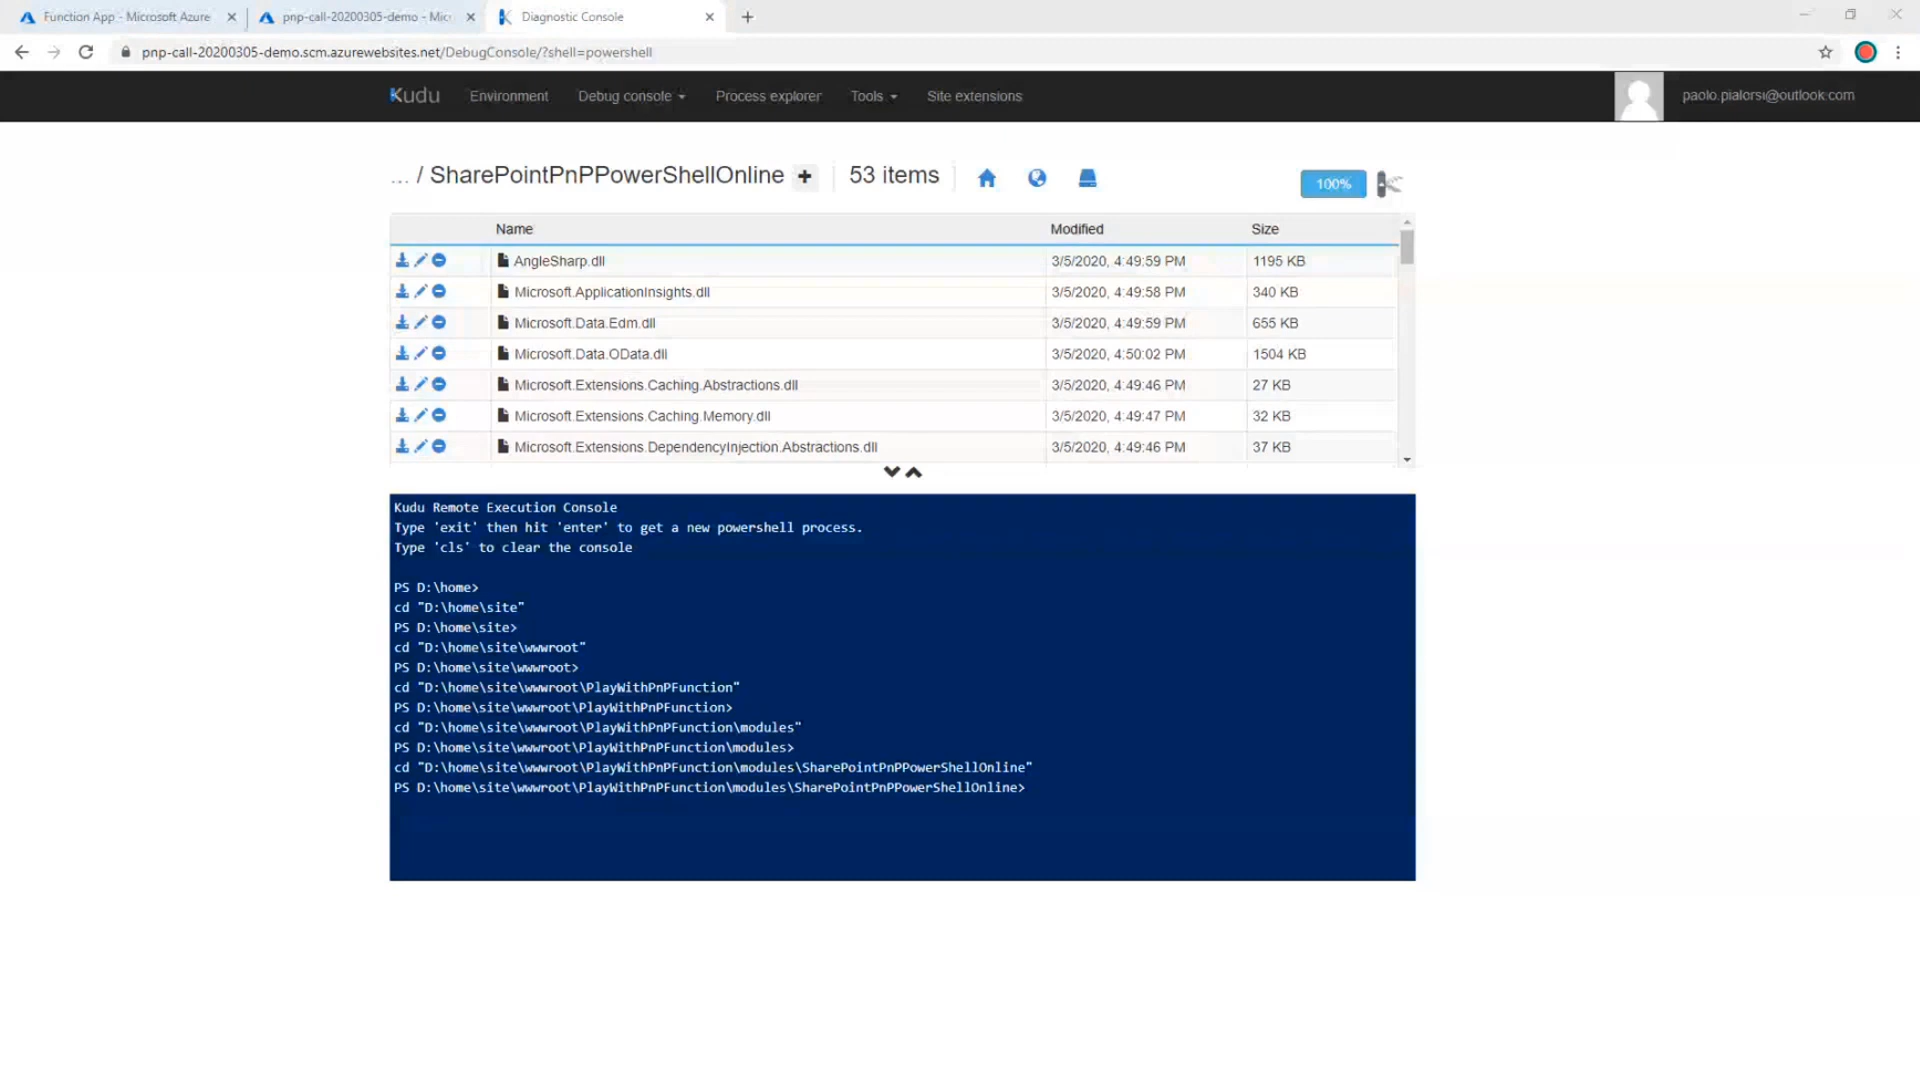 Function App - Microsoft Azure
pnp-call-20200305-demo - Micr
Diagnostic Console
pnp-call-20200305-demo.scm.azurewebsites.net/DebugConsole/?shell=powershell
Kudu Environment Debug console Process explorer Tools Site extensions paolo.pialorsi@outlook.com
... / SharePointPnPPowerShellOnline + 53 items 100%
Name Modified Size
AngleSharp.dll 3/5/2020, 4:49:59 PM 1195 KB
Microsoft.ApplicationInsights.dll 3/5/2020, 4:49:58 PM 340 KB
Microsoft.Data.Edm.dll 3/5/2020, 4:49:59 PM 655 KB
Microsoft.Data.OData.dll 3/5/2020, 4:50:02 PM 1504 KB
Microsoft.Extensions.Caching.Abstractions.dll 3/5/2020, 4:49:46 PM 27 KB
Microsoft.Extensions.Caching.Memory.dll 3/5/2020, 4:49:47 PM 32 KB
Microsoft.Extensions.DependencyInjection.Abstractions.dll 3/5/2020, 4:49:46 PM 37 KB
Kudu Remote Execution Console
Type 'exit' then hit 'enter' to get a new powershell process.
Type 'cls' to clear the console
PS D:\home>
cd "D:\home\site"
PS D:\home\site>
cd "D:\home\site\wwwroot"
PS D:\home\site\wwwroot>
cd "D:\home\site\wwwroot\PlayWithPnPFunction"
PS D:\home\site\wwwroot\PlayWithPnPFunction>
cd "D:\home\site\wwwroot\PlayWithPnPFunction\modules"
PS D:\home\site\wwwroot\PlayWithPnPFunction\modules>
cd "D:\home\site\wwwroot\PlayWithPnPFunction\modules\SharePointPnPPowerShellOnline"
PS D:\home\site\wwwroot\PlayWithPnPFunction\modules\SharePointPnPPowerShellOnline>